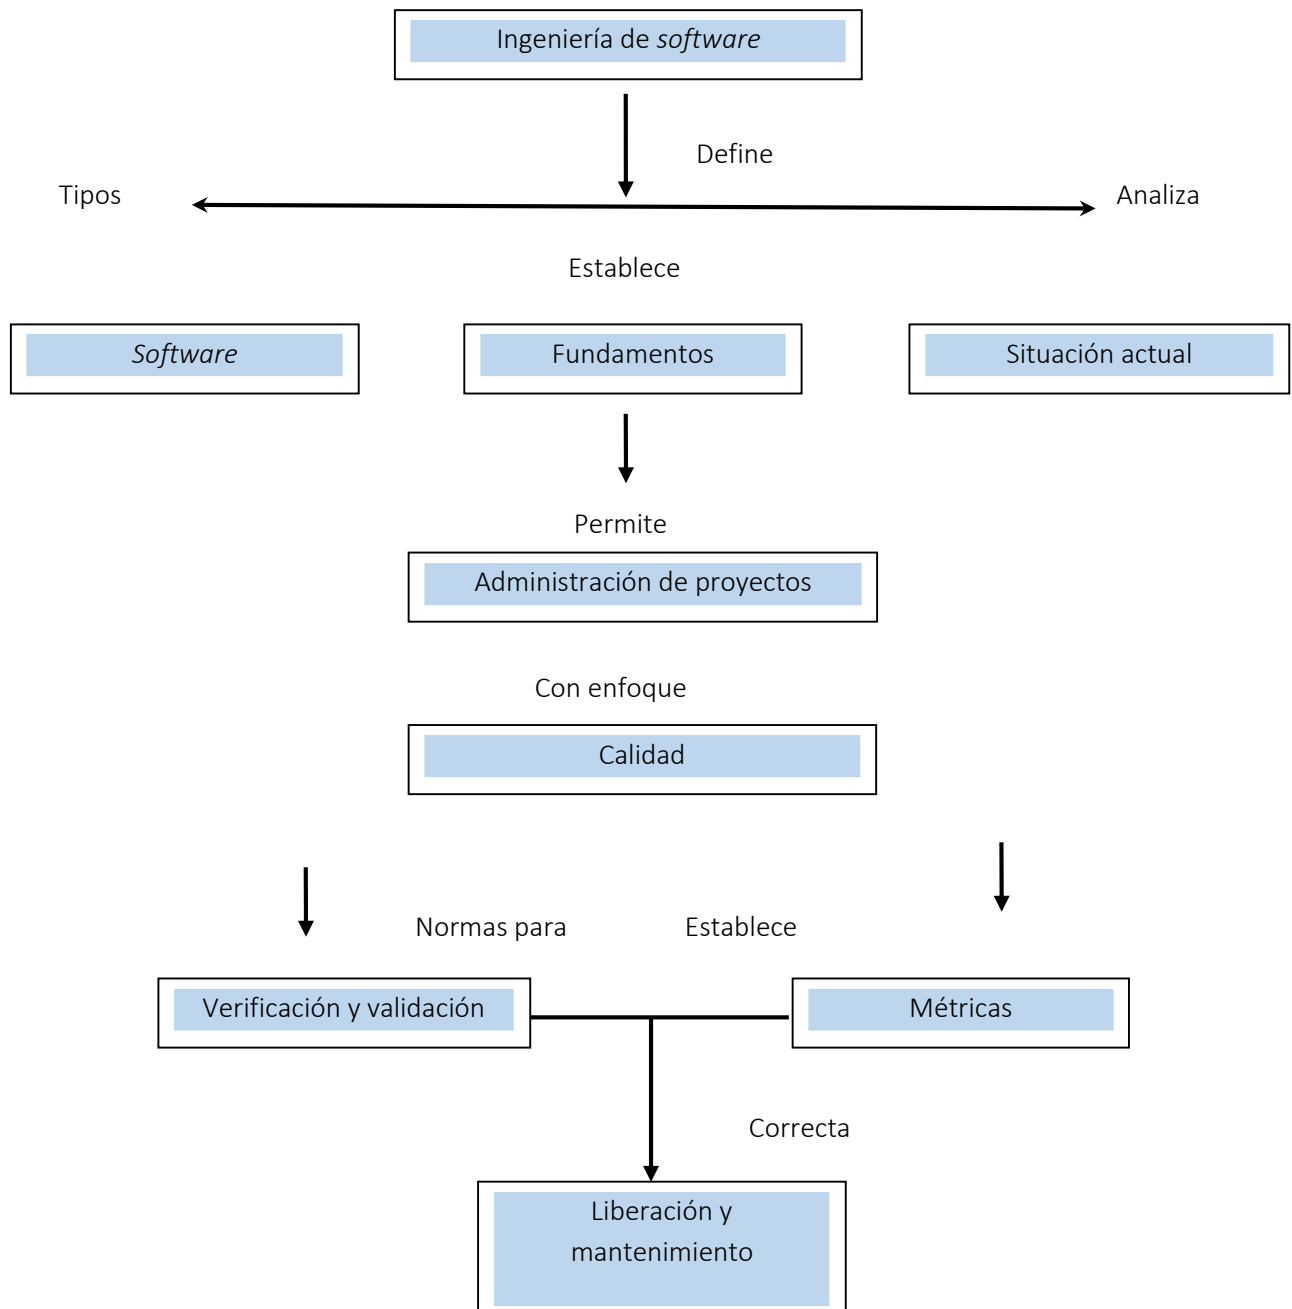 Ingeniería de software
Define
Tipos
Analiza
Establece
Software
Fundamentos
Situación actual
Permite
Administración de proyectos
Con enfoque
Calidad
Normas para
Establece
Verificación y validación
Métricas
Correcta
Liberación y
mantenimiento